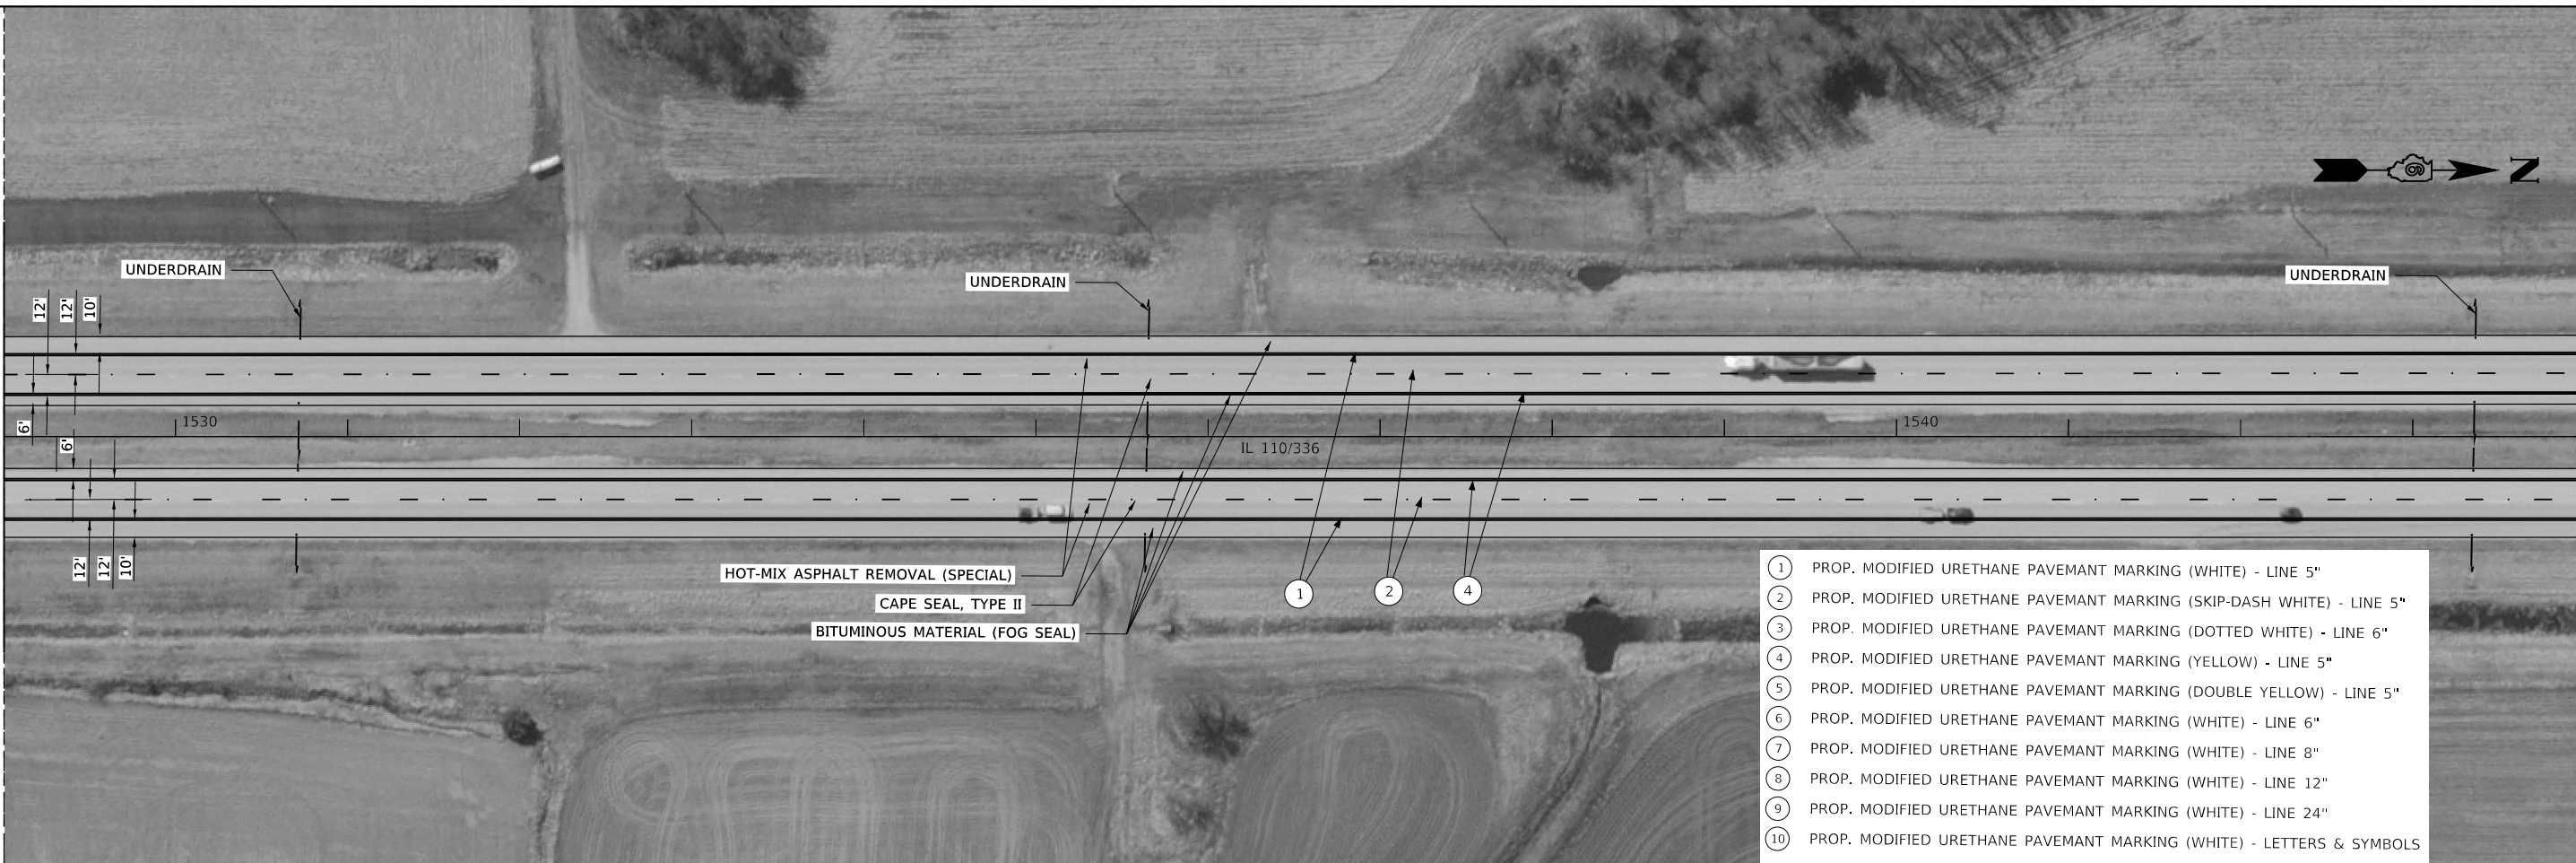 N
UNDERDRAIN
UNDERDRAIN
UNDERDRAIN
12'
12'
10'
6'
1530
1540
6'
IL 110/336
12'
12'
10'
HOT-MIX ASPHALT REMOVAL (SPECIAL)
CAPE SEAL, TYPE II
BITUMINOUS MATERIAL (FOG SEAL)
1
2
4
1 PROP. MODIFIED URETHANE PAVEMANT MARKING (WHITE) - LINE 5"
2 PROP. MODIFIED URETHANE PAVEMANT MARKING (SKIP-DASH WHITE) - LINE 5"
3 PROP. MODIFIED URETHANE PAVEMANT MARKING (DOTTED WHITE) - LINE 6"
4 PROP. MODIFIED URETHANE PAVEMANT MARKING (YELLOW) - LINE 5"
5 PROP. MODIFIED URETHANE PAVEMANT MARKING (DOUBLE YELLOW) - LINE 5"
6 PROP. MODIFIED URETHANE PAVEMANT MARKING (WHITE) - LINE 6"
7 PROP. MODIFIED URETHANE PAVEMANT MARKING (WHITE) - LINE 8"
8 PROP. MODIFIED URETHANE PAVEMANT MARKING (WHITE) - LINE 12"
9 PROP. MODIFIED URETHANE PAVEMANT MARKING (WHITE) - LINE 24"
10 PROP. MODIFIED URETHANE PAVEMANT MARKING (WHITE) - LETTERS & SYMBOLS